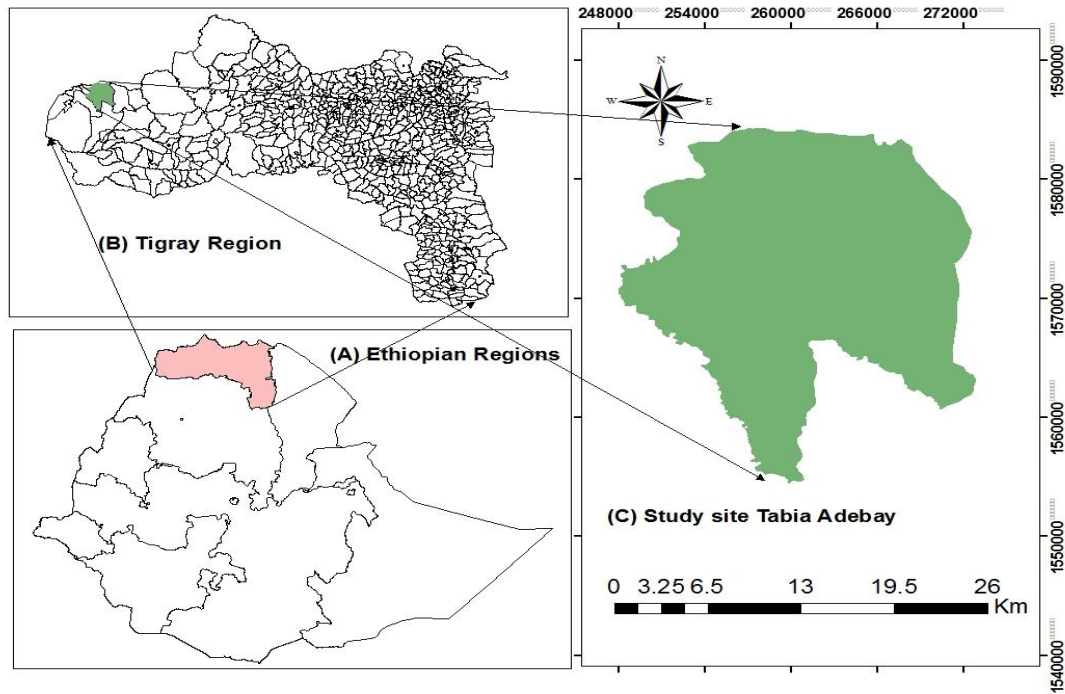 248000 254000 260000 266000 272000
(B) Tigray Region
(A) Ethiopian Regions
N
W E
S
1590000
1580000
1570000
1560000
1550000
1540000
(C) Study site Tabia Adebay
0 3.25 6.5 13 19.5 26
Km